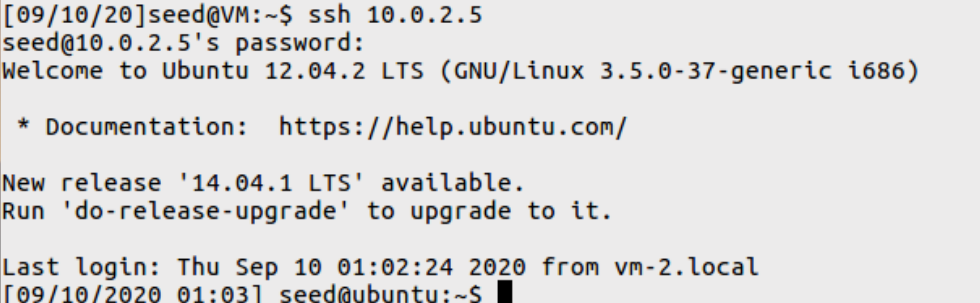 [09/10/20]seed@VM:~$ ssh 10.0.2.5
seed@10.0.2.5's password:
Welcome to Ubuntu 12.04.2 LTS (GNU/Linux 3.5.0-37-generic i686)
* Documentation:  https://help.ubuntu.com/
New release '14.04.1 LTS' available.
Run 'do-release-upgrade' to upgrade to it.
Last login: Thu Sep 10 01:02:24 2020 from vm-2.local
[09/10/2020 01:03] seed@ubuntu:~$